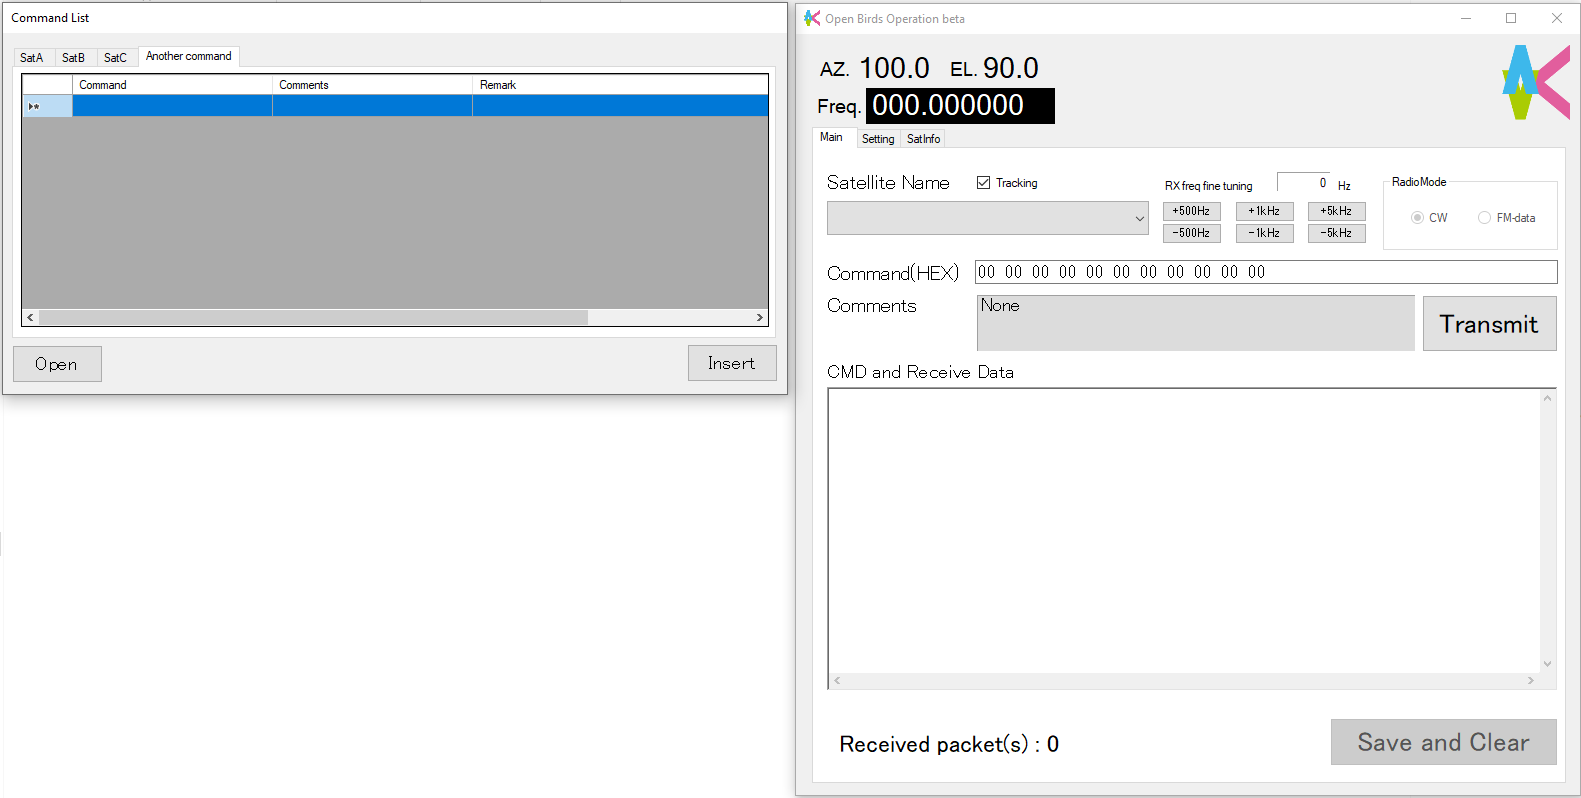 Command List
SatA SatB SatC Another command
Command Comments Remark
Open Insert
Open Birds Operation beta
AZ. 100.0 EL. 90.0
Freq. 000.000000
Main Setting SatInfo
Satellite Name Tracking
RX freq fine tuning 0 Hz
+500Hz +1kHz +5kHz
-500Hz -1kHz -5kHz
RadioMode
CW FM-data
Command(HEX) 00 00 00 00 00 00 00 00 00 00 00
Comments None
Transmit
CMD and Receive Data
Received packet(s) : 0
Save and Clear